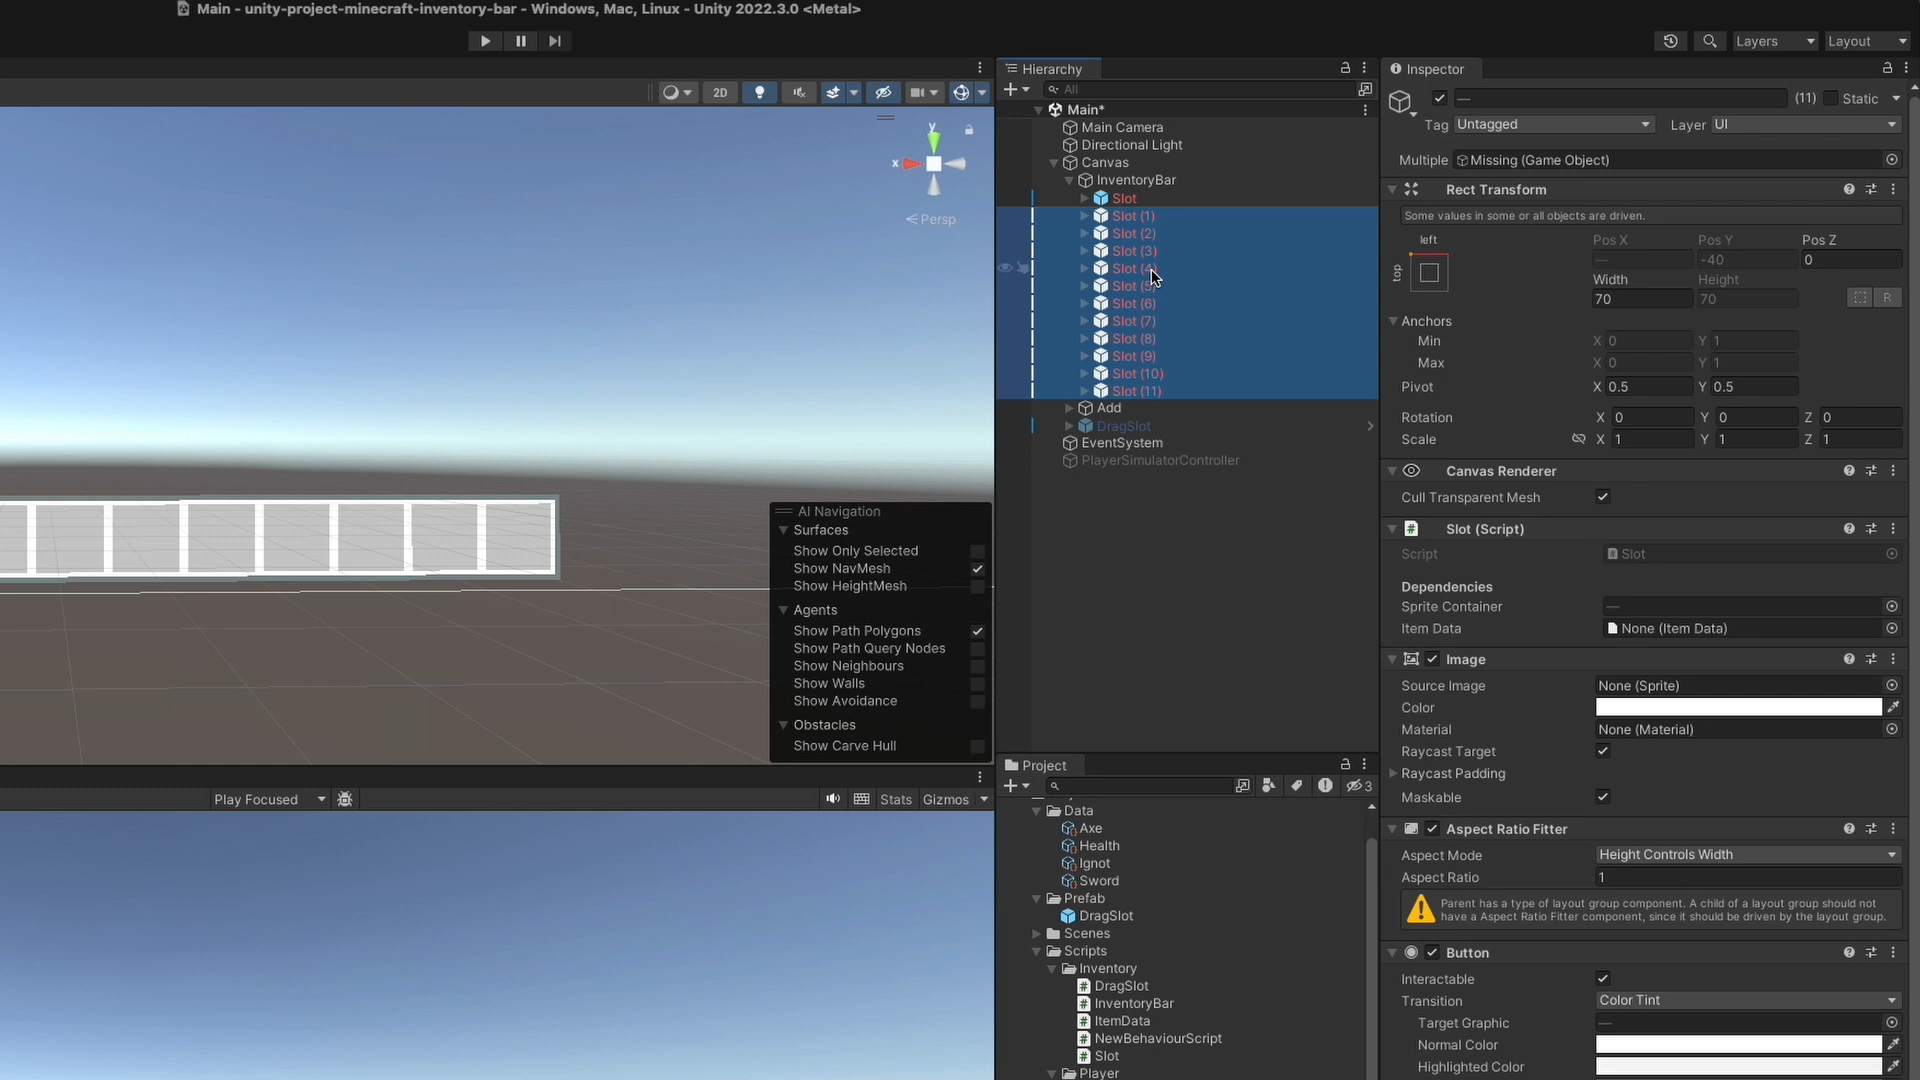 Main - unity-project-minecraft-inventory-bar - Windows, Mac, Linux - Unity 2022.3.0 <Metal>
Layers
Layout
2D
y
x
Persp
AI Navigation
Surfaces
Show Only Selected
Show NavMesh
Show HeightMesh
Agents
Show Path Polygons
Show Path Query Nodes
Show Neighbours
Show Walls
Show Avoidance
Obstacles
Show Carve Hull
Play Focused
Stats
Gizmos
Hierarchy
All
Main*
Main Camera
Directional Light
Canvas
InventoryBar
Slot
Slot (1)
Slot (2)
Slot (3)
Slot (4)
Slot (5)
Slot (6)
Slot (7)
Slot (8)
Slot (9)
Slot (10)
Slot (11)
Add
DragSlot
EventSystem
PlayerSimulatorController
Project
3
Data
Axe
Health
Ignot
Sword
Prefab
DragSlot
Scenes
Scripts
Inventory
DragSlot
InventoryBar
ItemData
NewBehaviourScript
Slot
Player
Inspector
— (11) Static
Tag Untagged Layer UI
Multiple Missing (Game Object)
Rect Transform
Some values in some or all objects are driven.
left
top
Pos X Pos Y Pos Z
— -40 0
Width Height
70 70 R
Anchors
Min X 0 Y 1
Max X 0 Y 1
Pivot X 0.5 Y 0.5
Rotation X 0 Y 0 Z 0
Scale X 1 Y 1 Z 1
Canvas Renderer
Cull Transparent Mesh
# Slot (Script)
Script Slot
Dependencies
Sprite Container —
Item Data None (Item Data)
Image
Source Image None (Sprite)
Color
Material None (Material)
Raycast Target
Raycast Padding
Maskable
Aspect Ratio Fitter
Aspect Mode Height Controls Width
Aspect Ratio 1
Parent has a type of layout group component. A child of a layout group should not
have a Aspect Ratio Fitter component, since it should be driven by the layout group.
Button
Interactable
Transition Color Tint
Target Graphic —
Normal Color
Highlighted Color